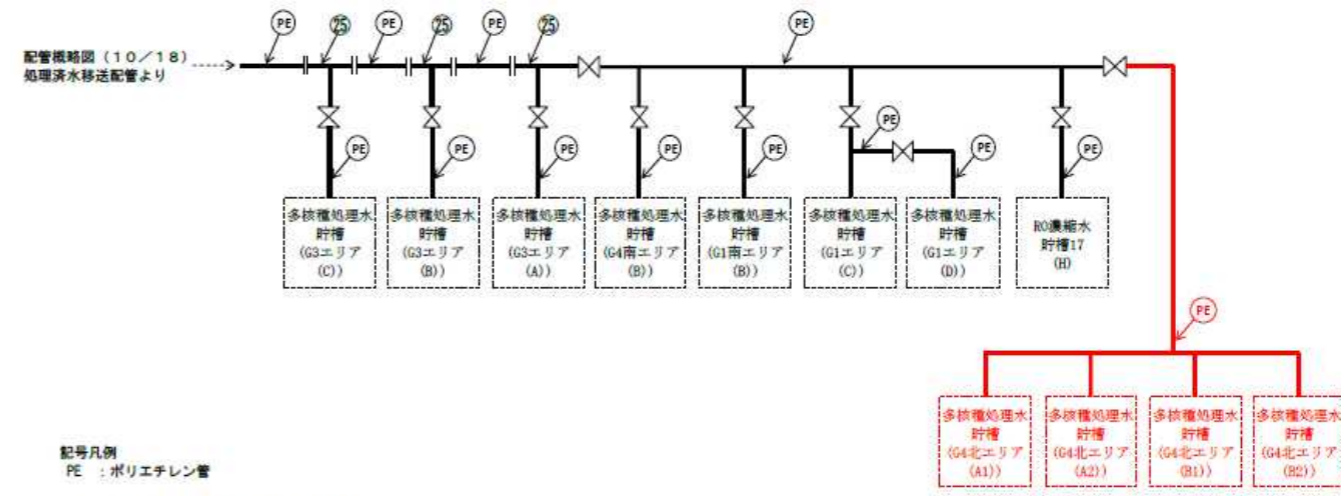 PE
㉕
PE
㉕
PE
㉕
PE
配管概略図（10／18）
処理済水移送配管より
PE
PE
PE
PE
PE
PE
PE
PE
多核種処理水
貯槽
(G3エリア
(C))
多核種処理水
貯槽
(G3エリア
(B))
多核種処理水
貯槽
(G3エリア
(A))
多核種処理水
貯槽
(G4南エリア
(B))
多核種処理水
貯槽
(G1南エリア
(B))
多核種処理水
貯槽
(G1エリア
(C))
多核種処理水
貯槽
(G1エリア
(D))
RO濃縮水
貯槽17
(H)
PE
多核種処理水
貯槽
(G4北エリア
(A1))
多核種処理水
貯槽
(G4北エリア
(A2))
多核種処理水
貯槽
(G4北エリア
(B1))
多核種処理水
貯槽
(G4北エリア
(B2))
記号凡例
PE ：ポリエチレン管